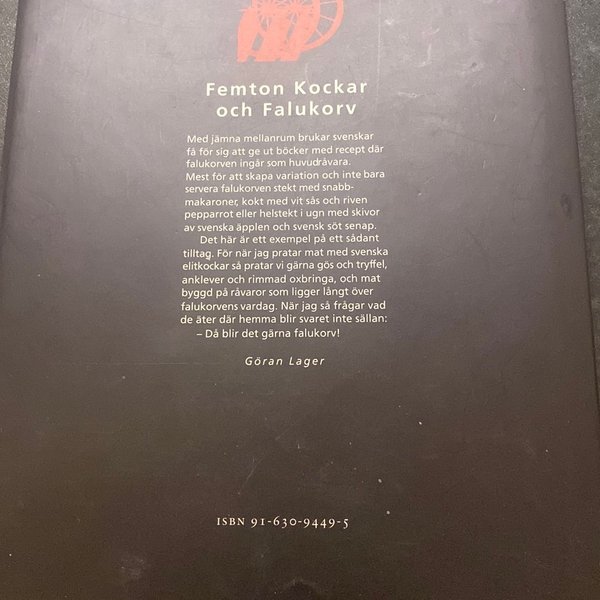 Femton Kockar
och Falukorv
Med jämna mellanrum brukar svenskar
få för sig att ge ut böcker med recept där
falukorven ingår som huvudråvara.
Mest för att skapa variation och inte bara
servera falukorven stekt med snabb-
makaroner, kokt med vit sås och riven
pepparrot eller helstekt i ugn med skivor
av svenska äpplen och svensk söt senap.
Det här är ett exempel på ett sådant
tilltag. För när jag pratar mat med svenska
elitkockar så pratar vi gärna gös och tryffel,
anklever och rimmad oxbringa, och mat
byggd på råvaror som ligger långt över
falukorvens vardag. När jag så frågar vad
de äter där hemma blir svaret inte sällan:
– Då blir det gärna falukorv!
Göran Lager
ISBN 91-630-9449-5